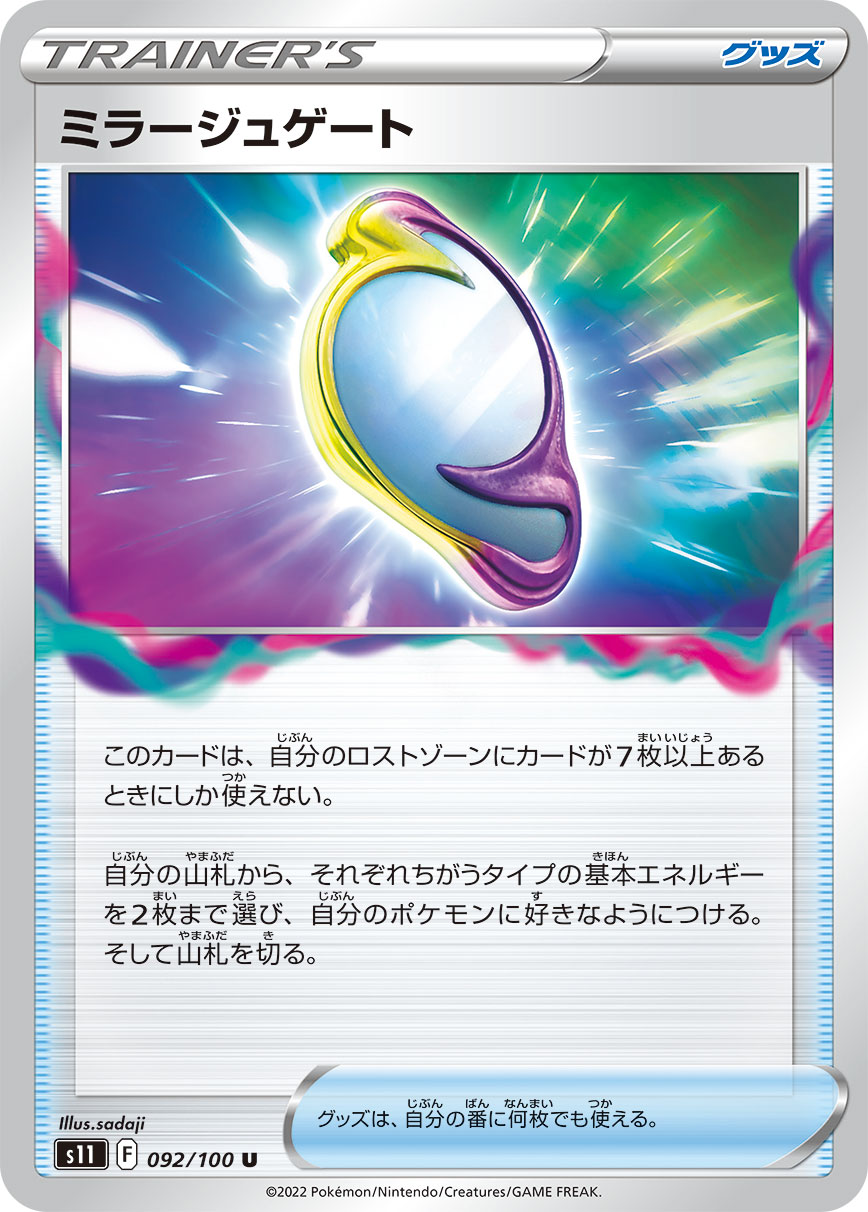 TRAINER'S
グッズ
ミラージュゲート
このカードは、自分のロストゾーンにカードが7枚以上ある
ときにしか使えない。
自分の山札から、それぞれちがうタイプの基本エネルギー
を2枚まで選び、自分のポケモンに好きなようにつける。
そして山札を切る。
グッズは、自分の番に何枚でも使える。
Illus.sadaji
s11 F 092/100 U
©2022 Pokémon/Nintendo/Creatures/GAME FREAK.